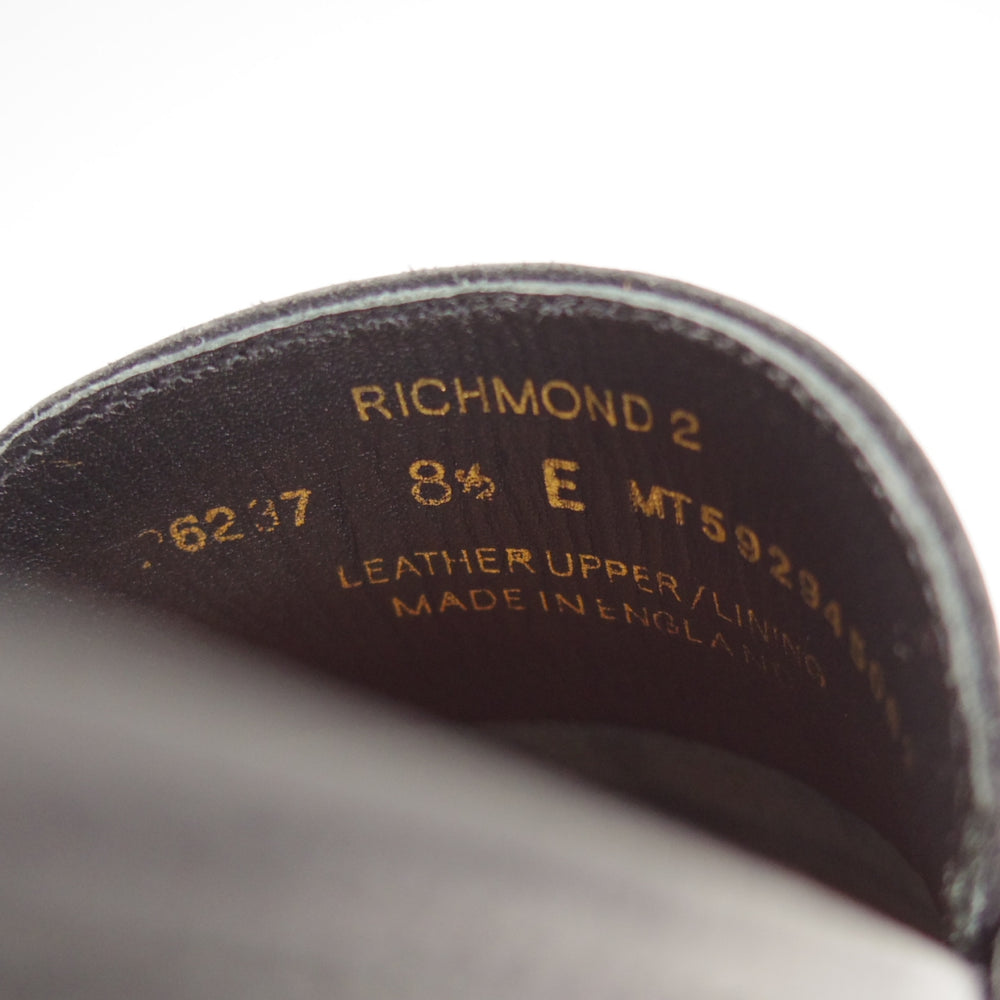 RICHMOND 2
8½ E
LEATHER UPPER/LINING
MADE IN ENGLAND